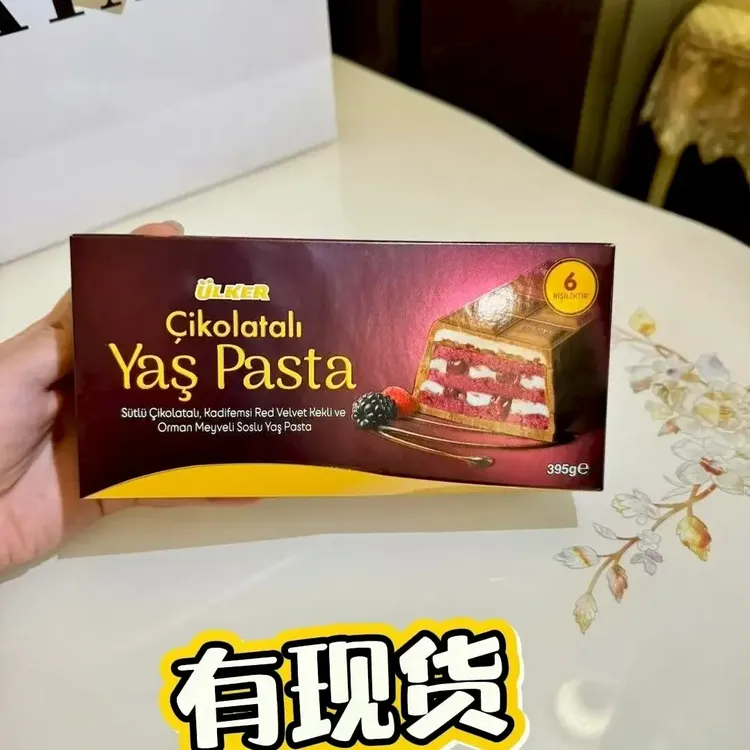 ÜLKER
Çikolatalı
Yaş Pasta
Sütlü Çikolatalı, Kadifemsi Red Velvet Kekli ve
Orman Meyveli Soslu Yaş Pasta
6
KİŞİLİKTİR
395g℮
有现货